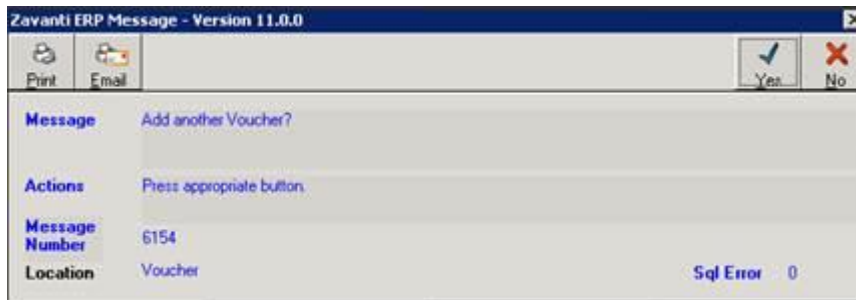 Zavanti ERP Message - Version 11.0.0
Print Email Yes No
Message Add another Voucher?
Actions Press appropriate button.
Message
Number 6154
Location Voucher Sql Error 0